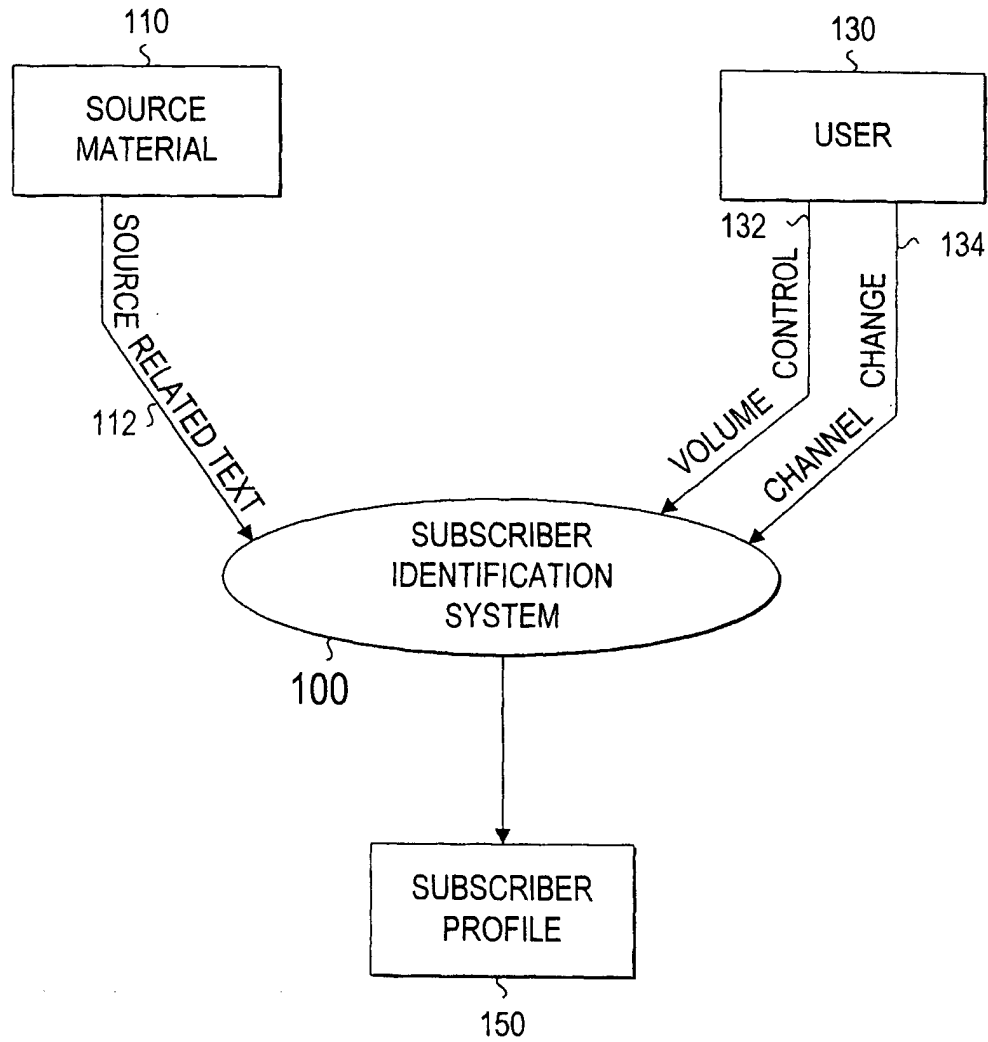 110
SOURCE
MATERIAL
130
USER
SOURCE RELATED TEXT
112
132
VOLUME CONTROL
134
CHANNEL CHANGE
SUBSCRIBER
IDENTIFICATION
SYSTEM
100
SUBSCRIBER
PROFILE
150